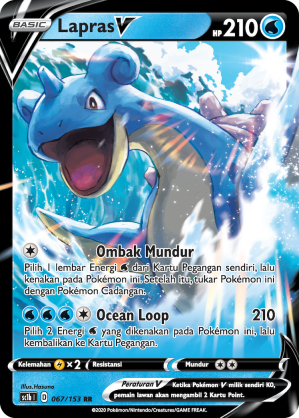 BASIC Lapras V HP 210
Ombak Mundur
Pilih 1 lembar Energi dari Kartu Pegangan sendiri, lalu
kenakan pada Pokémon ini. Setelah itu, tukar Pokémon ini
dengan Pokémon Cadangan.
Ocean Loop 210
Pilih 2 Energi yang dikenakan pada Pokémon ini, lalu
kembalikan ke Kartu Pegangan.
Kelemahan ×2 Resistansi Mundur
Illus. Hasuno
sc1b I D 067/153 RR
Peraturan V Ketika Pokémon V milik sendiri KO,
pemain lawan akan mengambil 2 Point.
©2020 Pokémon/Nintendo/Creatures/GAME FREAK.